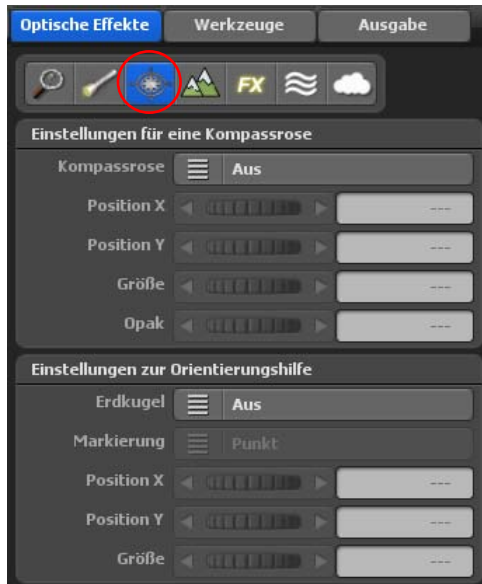 Optische Effekte Werkzeuge Ausgabe
FX
Einstellungen für eine Kompassrose
Kompassrose Aus
Position X ---
Position Y ---
Größe ---
Opak ---
Einstellungen zur Orientierungshilfe
Erdkugel Aus
Markierung Punkt
Position X ---
Position Y ---
Größe ---